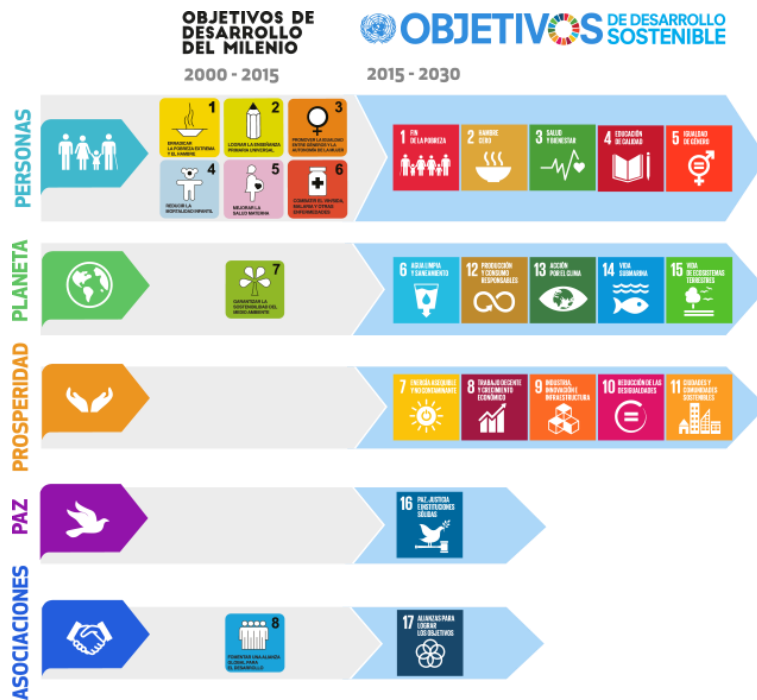 OBJETIVOS DE
DESARROLLO
DEL MILENIO
2000 - 2015
OBJETIVOS DE DESARROLLO
SOSTENIBLE
2015 - 2030
PERSONAS
1
ERRADICAR
LA POBREZA EXTREMA
Y EL HAMBRE
2
LOGRAR LA ENSEÑANZA
PRIMARIA UNIVERSAL
3
PROMOVER LA IGUALDAD
ENTRE GÉNEROS Y LA
AUTONOMÍA DE LA MUJER
4
REDUCIR LA
MORTALIDAD INFANTIL
5
MEJORAR LA
SALUD MATERNA
6
COMBATIR EL VIH/SIDA,
MALARIA Y OTRAS
ENFERMEDADES
1 FIN
DE LA POBREZA
2 HAMBRE
CERO
3 SALUD
Y BIENESTAR
4 EDUCACIÓN
DE CALIDAD
5 IGUALDAD
DE GÉNERO
PLANETA
7
GARANTIZAR LA
SOSTENIBILIDAD DEL
MEDIO AMBIENTE
6 AGUA LIMPIA
Y SANEAMIENTO
12 PRODUCCIÓN
Y CONSUMO
RESPONSABLES
13 ACCIÓN
POR EL CLIMA
14 VIDA
SUBMARINA
15 VIDA
DE ECOSISTEMAS
TERRESTRES
PROSPERIDAD
7 ENERGÍA ASEQUIBLE
Y NO CONTAMINANTE
8 TRABAJO DECENTE
Y CRECIMIENTO
ECONÓMICO
9 INDUSTRIA,
INNOVACIÓN E
INFRAESTRUCTURA
10 REDUCCIÓN DE LAS
DESIGUALDADES
11 CIUDADES Y
COMUNIDADES
SOSTENIBLES
PAZ
16 PAZ, JUSTICIA
E INSTITUCIONES
SÓLIDAS
ASOCIACIONES
8
FOMENTAR UNA ALIANZA
GLOBAL PARA
EL DESARROLLO
17 ALIANZAS PARA
LOGRAR
LOS OBJETIVOS